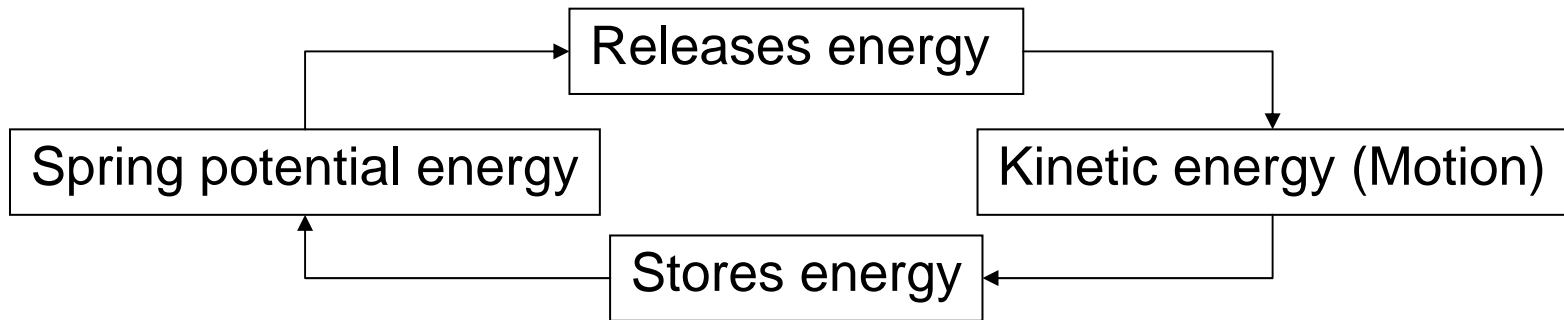 Releases energy
Spring potential energy
Kinetic energy (Motion)
Stores energy